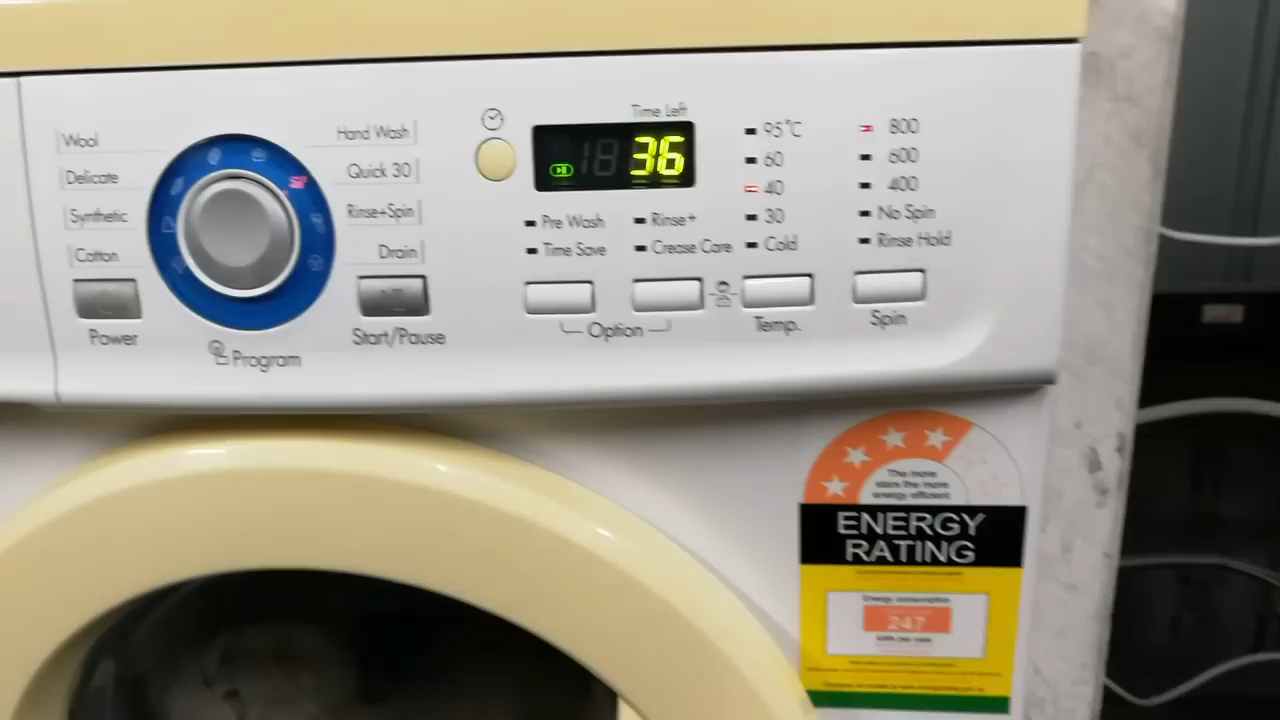 Wool
Delicate
Synthetic
Cotton
Power
Program
Hand Wash
Quick 30
Rinse+Spin
Drain
Start/Pause
Time Left
18 36
Pre Wash
Time Save
Rinse+
Crease Care
Option
95°C
60
40
30
Cold
Temp.
800
600
400
No Spin
Rinse Hold
Spin
The more
stars the more
energy efficient
ENERGY
RATING
Energy consumption
247